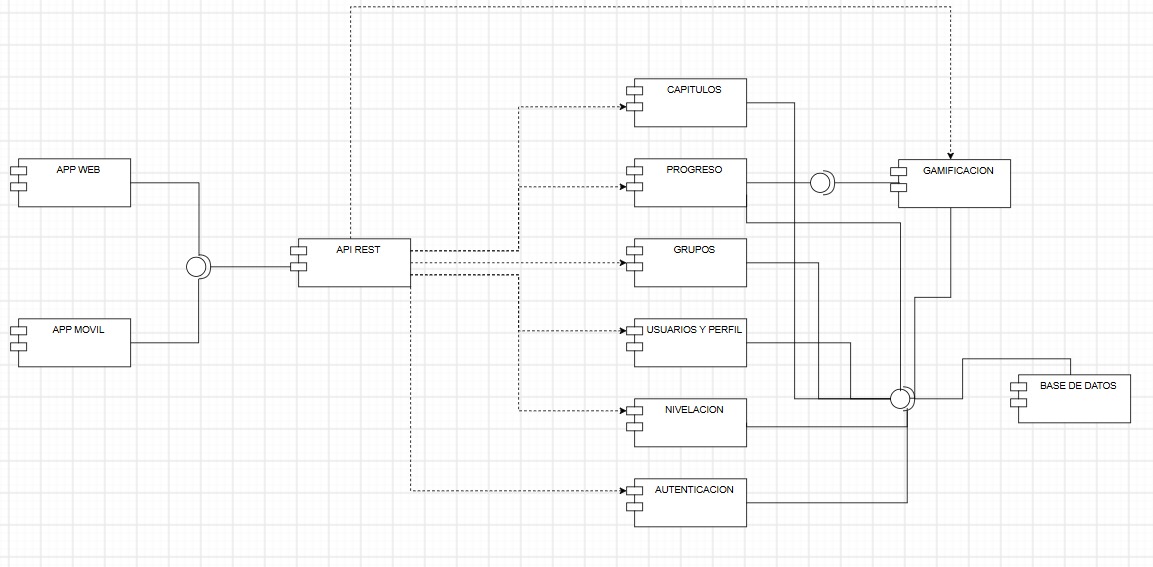 CAPITULOS
APP WEB
PROGRESO
GAMIFICACION
API REST
GRUPOS
APP MOVIL
USUARIOS Y PERFIL
BASE DE DATOS
NIVELACION
AUTENTICACION